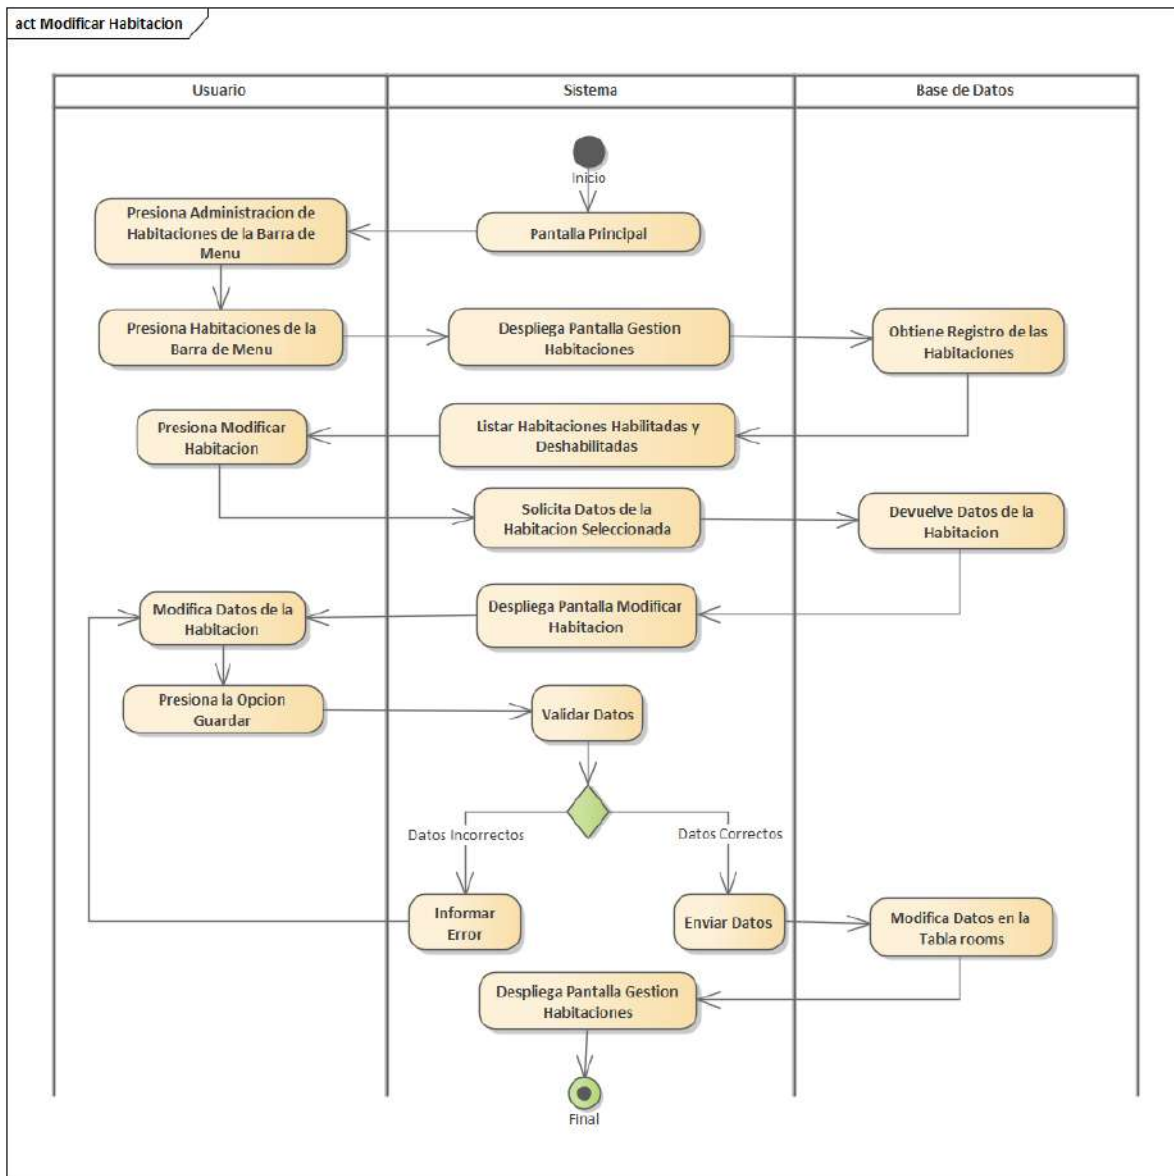 act Modificar Habitacion
Usuario
Sistema
Base de Datos
Inicio
Pantalla Principal
Presiona Administracion de
Habitaciones de la Barra de
Menu
Presiona Habitaciones de la
Barra de Menu
Despliega Pantalla Gestion
Habitaciones
Obtiene Registro de las
Habitaciones
Listar Habitaciones Habilitadas y
Deshabilitadas
Presiona Modificar
Habitacion
Solicita Datos de la
Habitacion Seleccionada
Devuelve Datos de la
Habitacion
Despliega Pantalla Modificar
Habitacion
Modifica Datos de la
Habitacion
Presiona la Opcion
Guardar
Validar Datos
Datos Incorrectos
Datos Correctos
Informar
Error
Enviar Datos
Modifica Datos en la
Tabla rooms
Despliega Pantalla Gestion
Habitaciones
Final